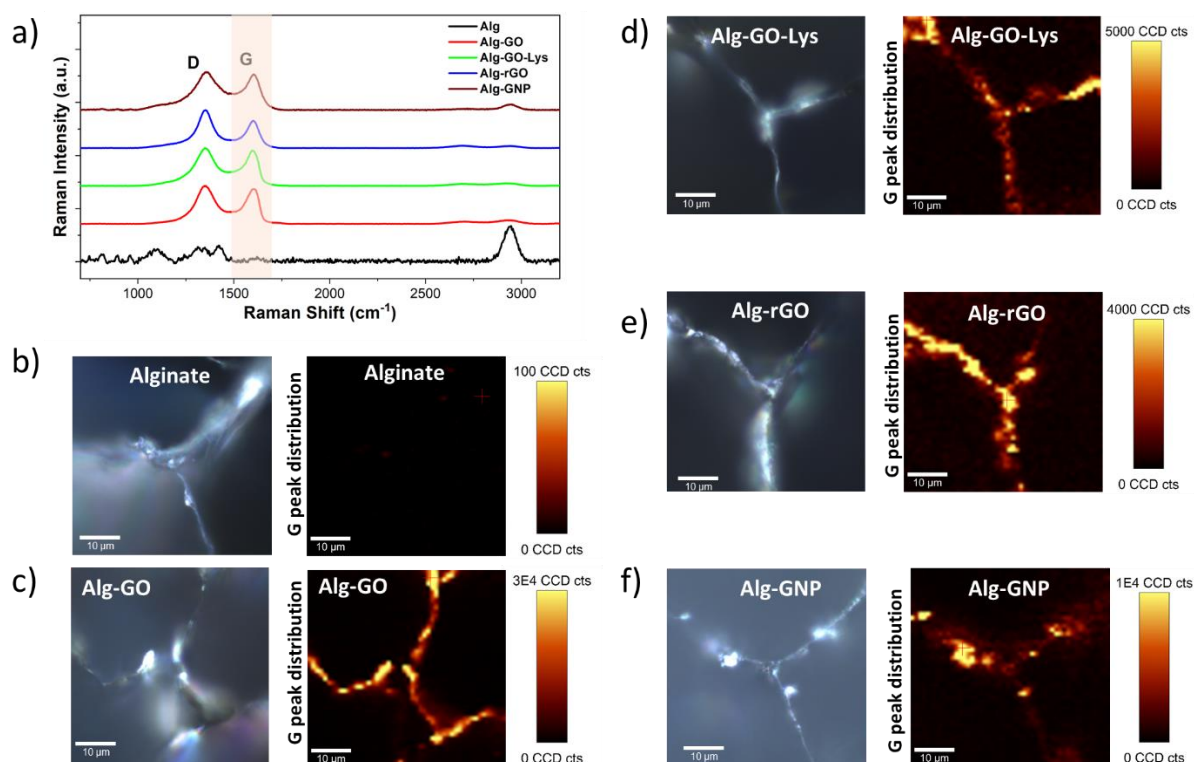 a)
Raman Intensity (a.u.)
D
G
Alg
Alg-GO
Alg-GO-Lys
Alg-rGO
Alg-GNP
1000 1500 2000 2500 3000
Raman Shift (cm⁻¹)
b)
Alginate
10 µm
G peak distribution
Alginate
10 µm
100 CCD cts
0 CCD cts
c)
Alg-GO
10 µm
G peak distribution
Alg-GO
10 µm
3E4 CCD cts
0 CCD cts
d)
Alg-GO-Lys
10 µm
G peak distribution
Alg-GO-Lys
10 µm
5000 CCD cts
0 CCD cts
e)
Alg-rGO
10 µm
G peak distribution
Alg-rGO
10 µm
4000 CCD cts
0 CCD cts
f)
Alg-GNP
10 µm
G peak distribution
Alg-GNP
10 µm
1E4 CCD cts
0 CCD cts